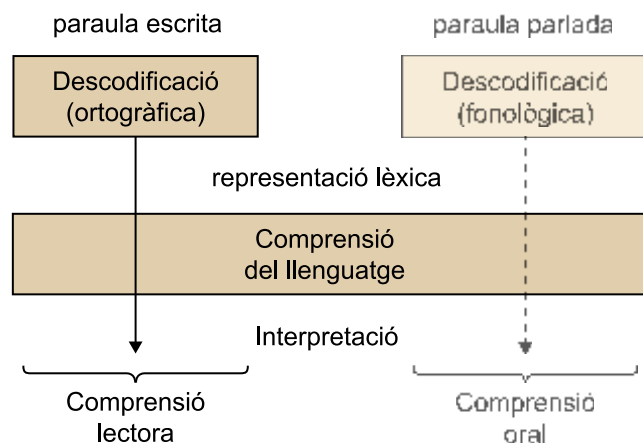 paraula escrita
paraula parlada
Descodificació
(ortogràfica)
Descodificació
(fonològica)
representació lèxica
Comprensió
del llenguatge
Interpretació
Comprensió
lectora
Comprensió
oral